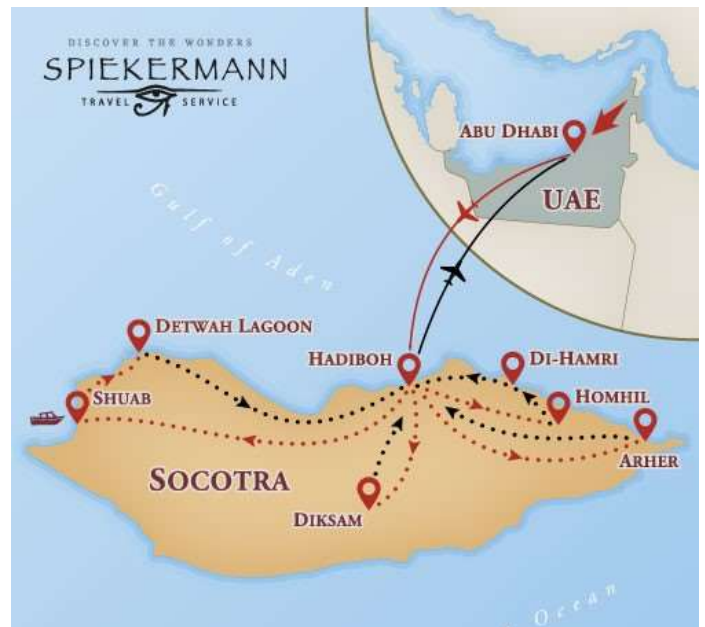 DISCOVER THE WONDERS
SPIEKERMANN
TRAVEL SERVICE
ABU DHABI
UAE
Gulf of Aden
DETWAH LAGOON
HADIBOH
DI-HAMRI
SHUAB
HOMHIL
ARHER
SOCOTRA
DIKSAM
Ocean